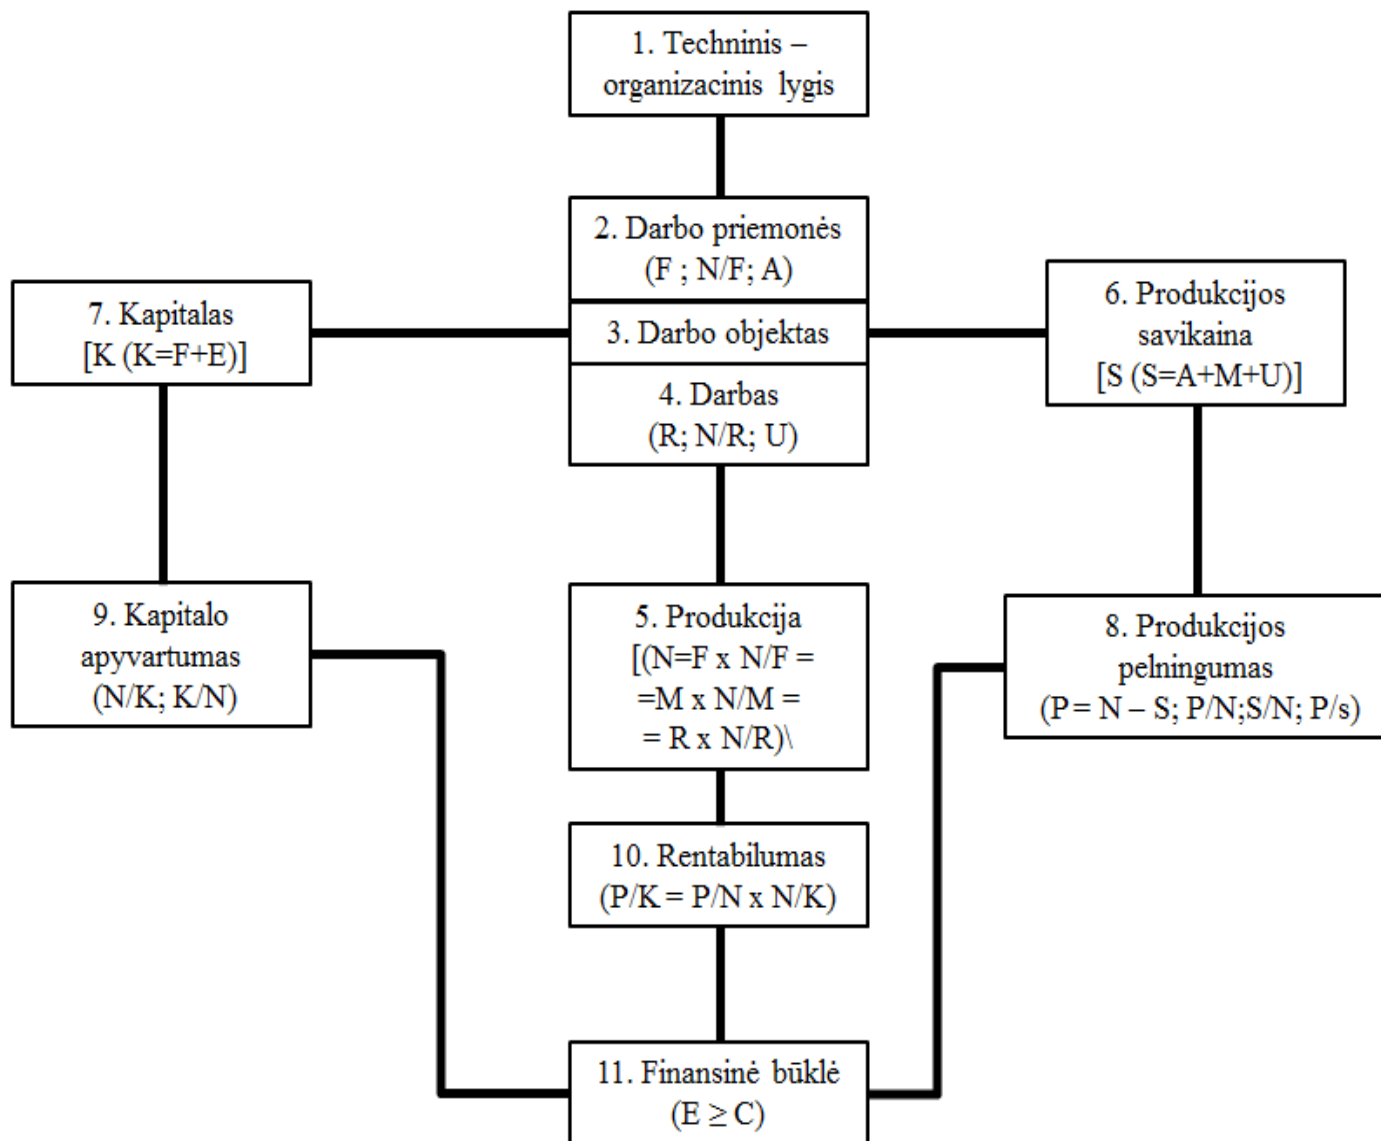 1. Techninis –
organizacinis lygis
2. Darbo priemonės
(F ; N/F; A)
3. Darbo objektas
4. Darbas
(R; N/R; U)
7. Kapitalas
[K (K=F+E)]
6. Produkcijos
savikaina
[S (S=A+M+U)]
9. Kapitalo
apyvartumas
(N/K; K/N)
5. Produkcija
[(N=F x N/F =
=M x N/M =
= R x N/R)\
8. Produkcijos
pelningumas
(P = N – S; P/N;S/N; P/s)
10. Rentabilumas
(P/K = P/N x N/K)
11. Finansinė būklė
(E ≥ C)